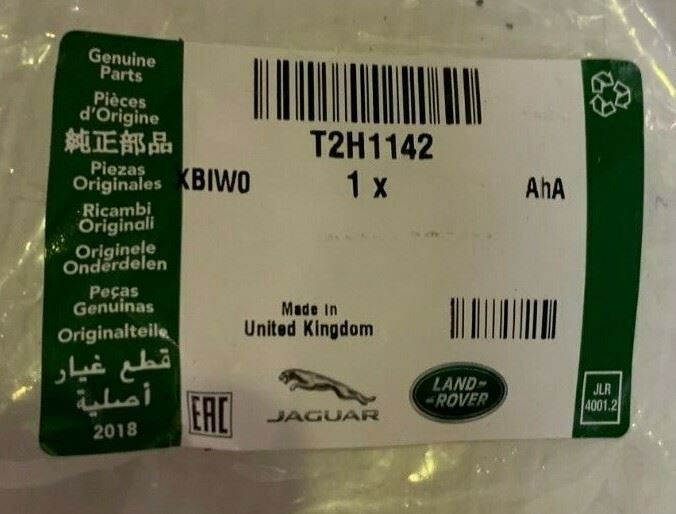 Genuine
Parts
Pièces
d'Origine
純正部品
Piezas
Originales
Ricambi
Originali
Originele
Onderdelen
Peças
Genuínas
Originalteile
قطع غيار
أصلية
2018
T2H1142
XBIW0 1 x AhA
Made in
United Kingdom
EAC
JAGUAR
LAND-
-ROVER
JLR
4001.2